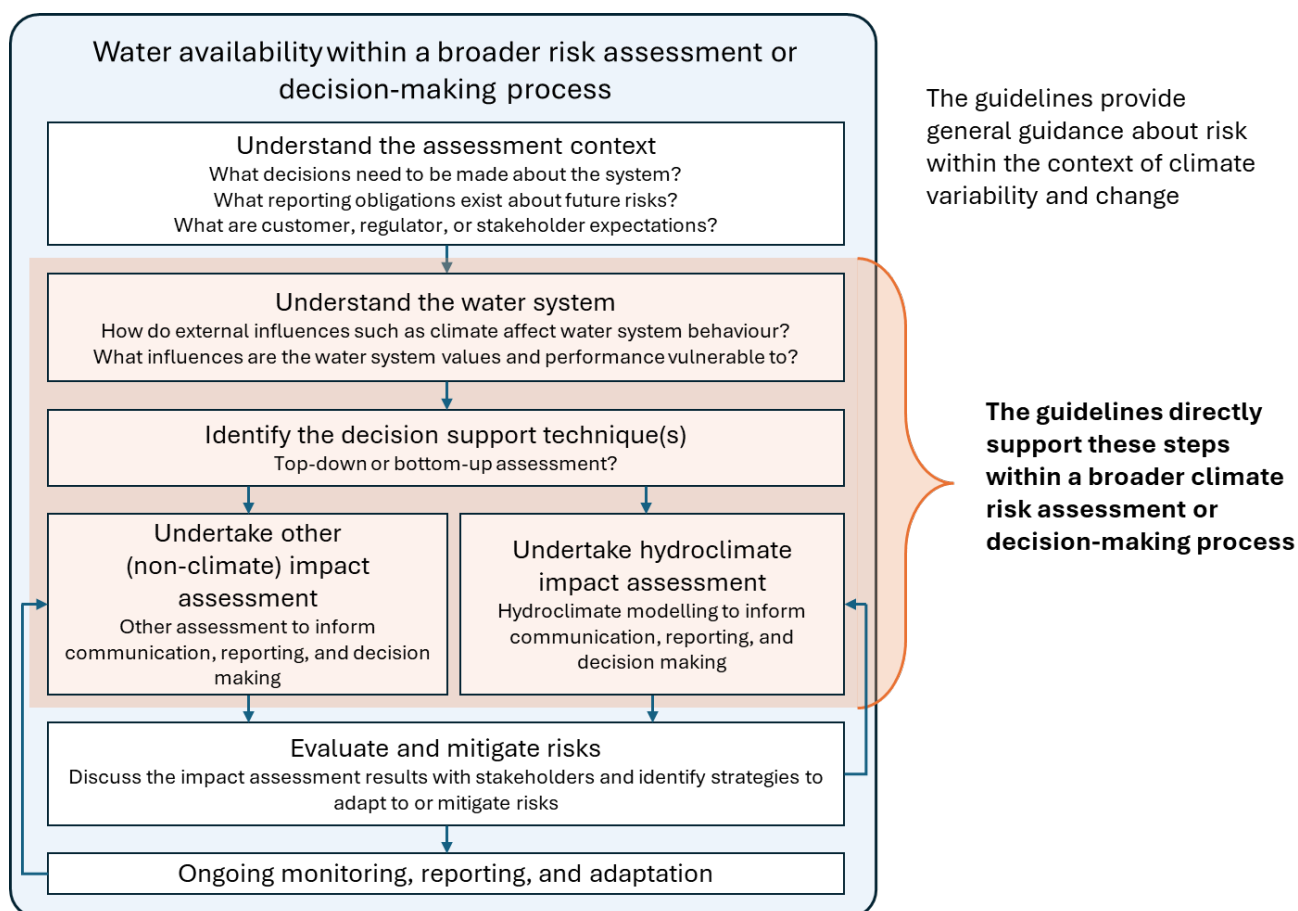 Water availability within a broader risk assessment or
decision-making process
Understand the assessment context
What decisions need to be made about the system?
What reporting obligations exist about future risks?
What are customer, regulator, or stakeholder expectations?
The guidelines provide
general guidance about risk
within the context of climate
variability and change
Understand the water system
How do external influences such as climate affect water system behaviour?
What influences are the water system values and performance vulnerable to?
Identify the decision support technique(s)
Top-down or bottom-up assessment?
The guidelines directly
support these steps
within a broader climate
risk assessment or
decision-making process
Undertake other
(non-climate) impact
assessment
Other assessment to inform
communication, reporting, and decision
making
Undertake hydroclimate
impact assessment
Hydroclimate modelling to inform
communication, reporting, and
decision making
Evaluate and mitigate risks
Discuss the impact assessment results with stakeholders and identify strategies to
adapt to or mitigate risks
Ongoing monitoring, reporting, and adaptation